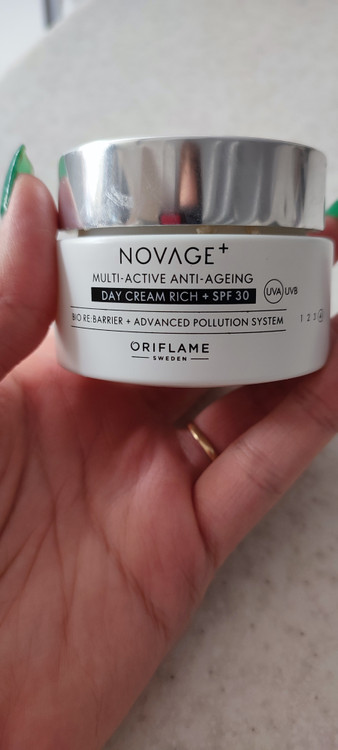 NOVAGE+
MULTI-ACTIVE ANTI-AGEING
DAY CREAM RICH + SPF 30 UVA UVB
BIO RE:BARRIER + ADVANCED POLLUTION SYSTEM 1 2 3 4
ORIFLAME
SWEDEN